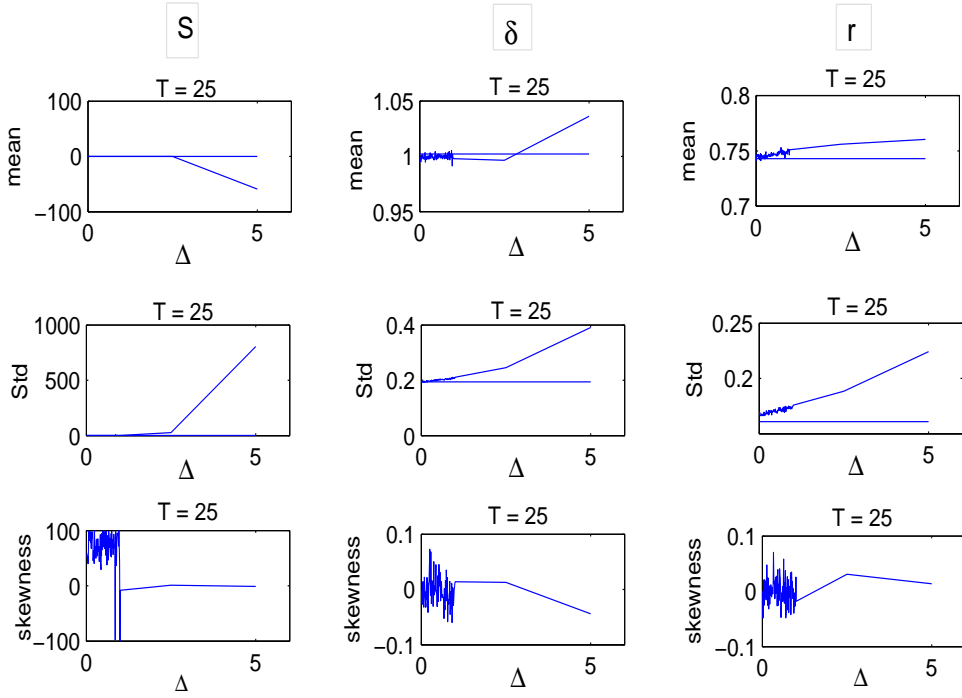 S δ r
T = 25 T = 25 T = 25
mean 100 0 −100 0 5 Δ
mean 1.05 1 0.95 0 5 Δ
mean 0.8 0.75 0.7 0 5 Δ
T = 25 T = 25 T = 25
Std 1000 500 0 0 5 Δ
Std 0.4 0.2 0 0 5 Δ
Std 0.25 0.2 0 5 Δ
T = 25 T = 25 T = 25
skewness 100 0 −100 0 5 Δ
skewness 0.1 0 −0.1 0 5 Δ
skewness 0.1 0 −0.1 0 5 Δ